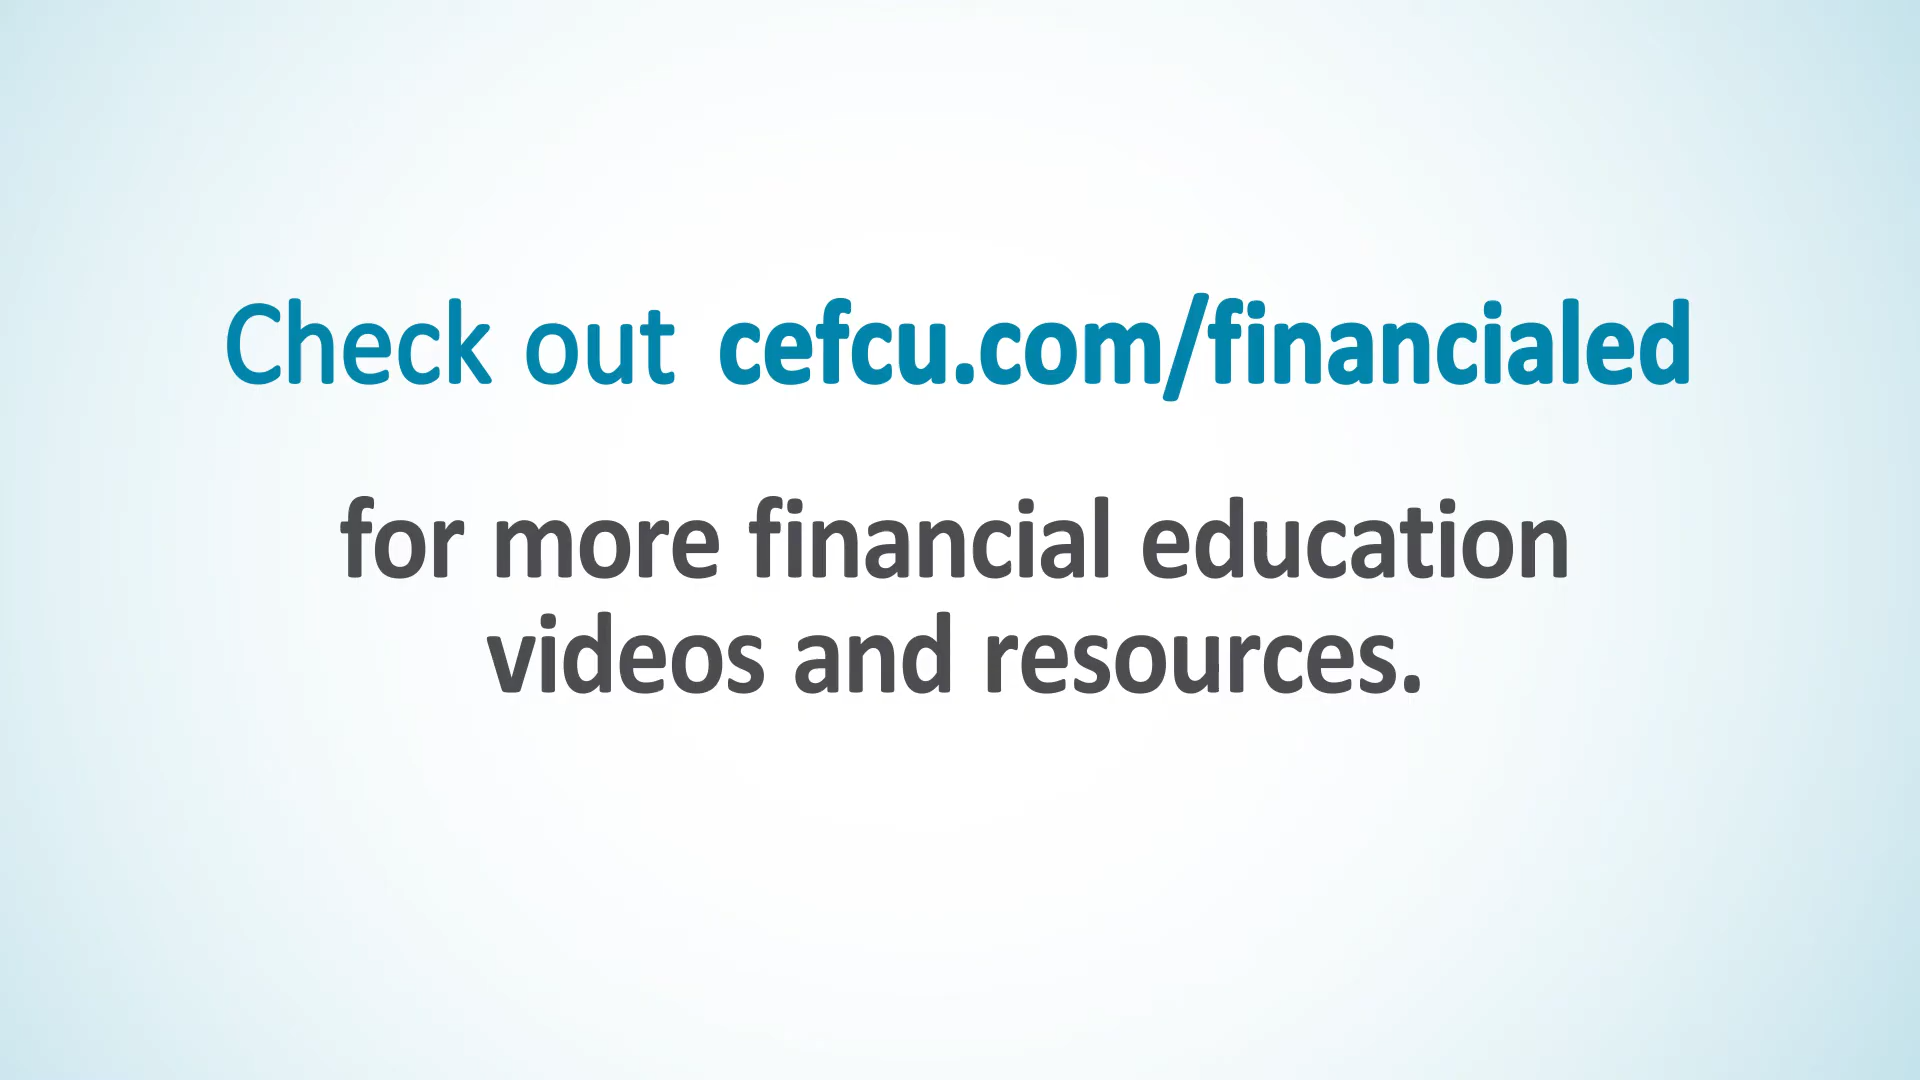 Check out cefcu.com/financialed
for more financial education
videos and resources.